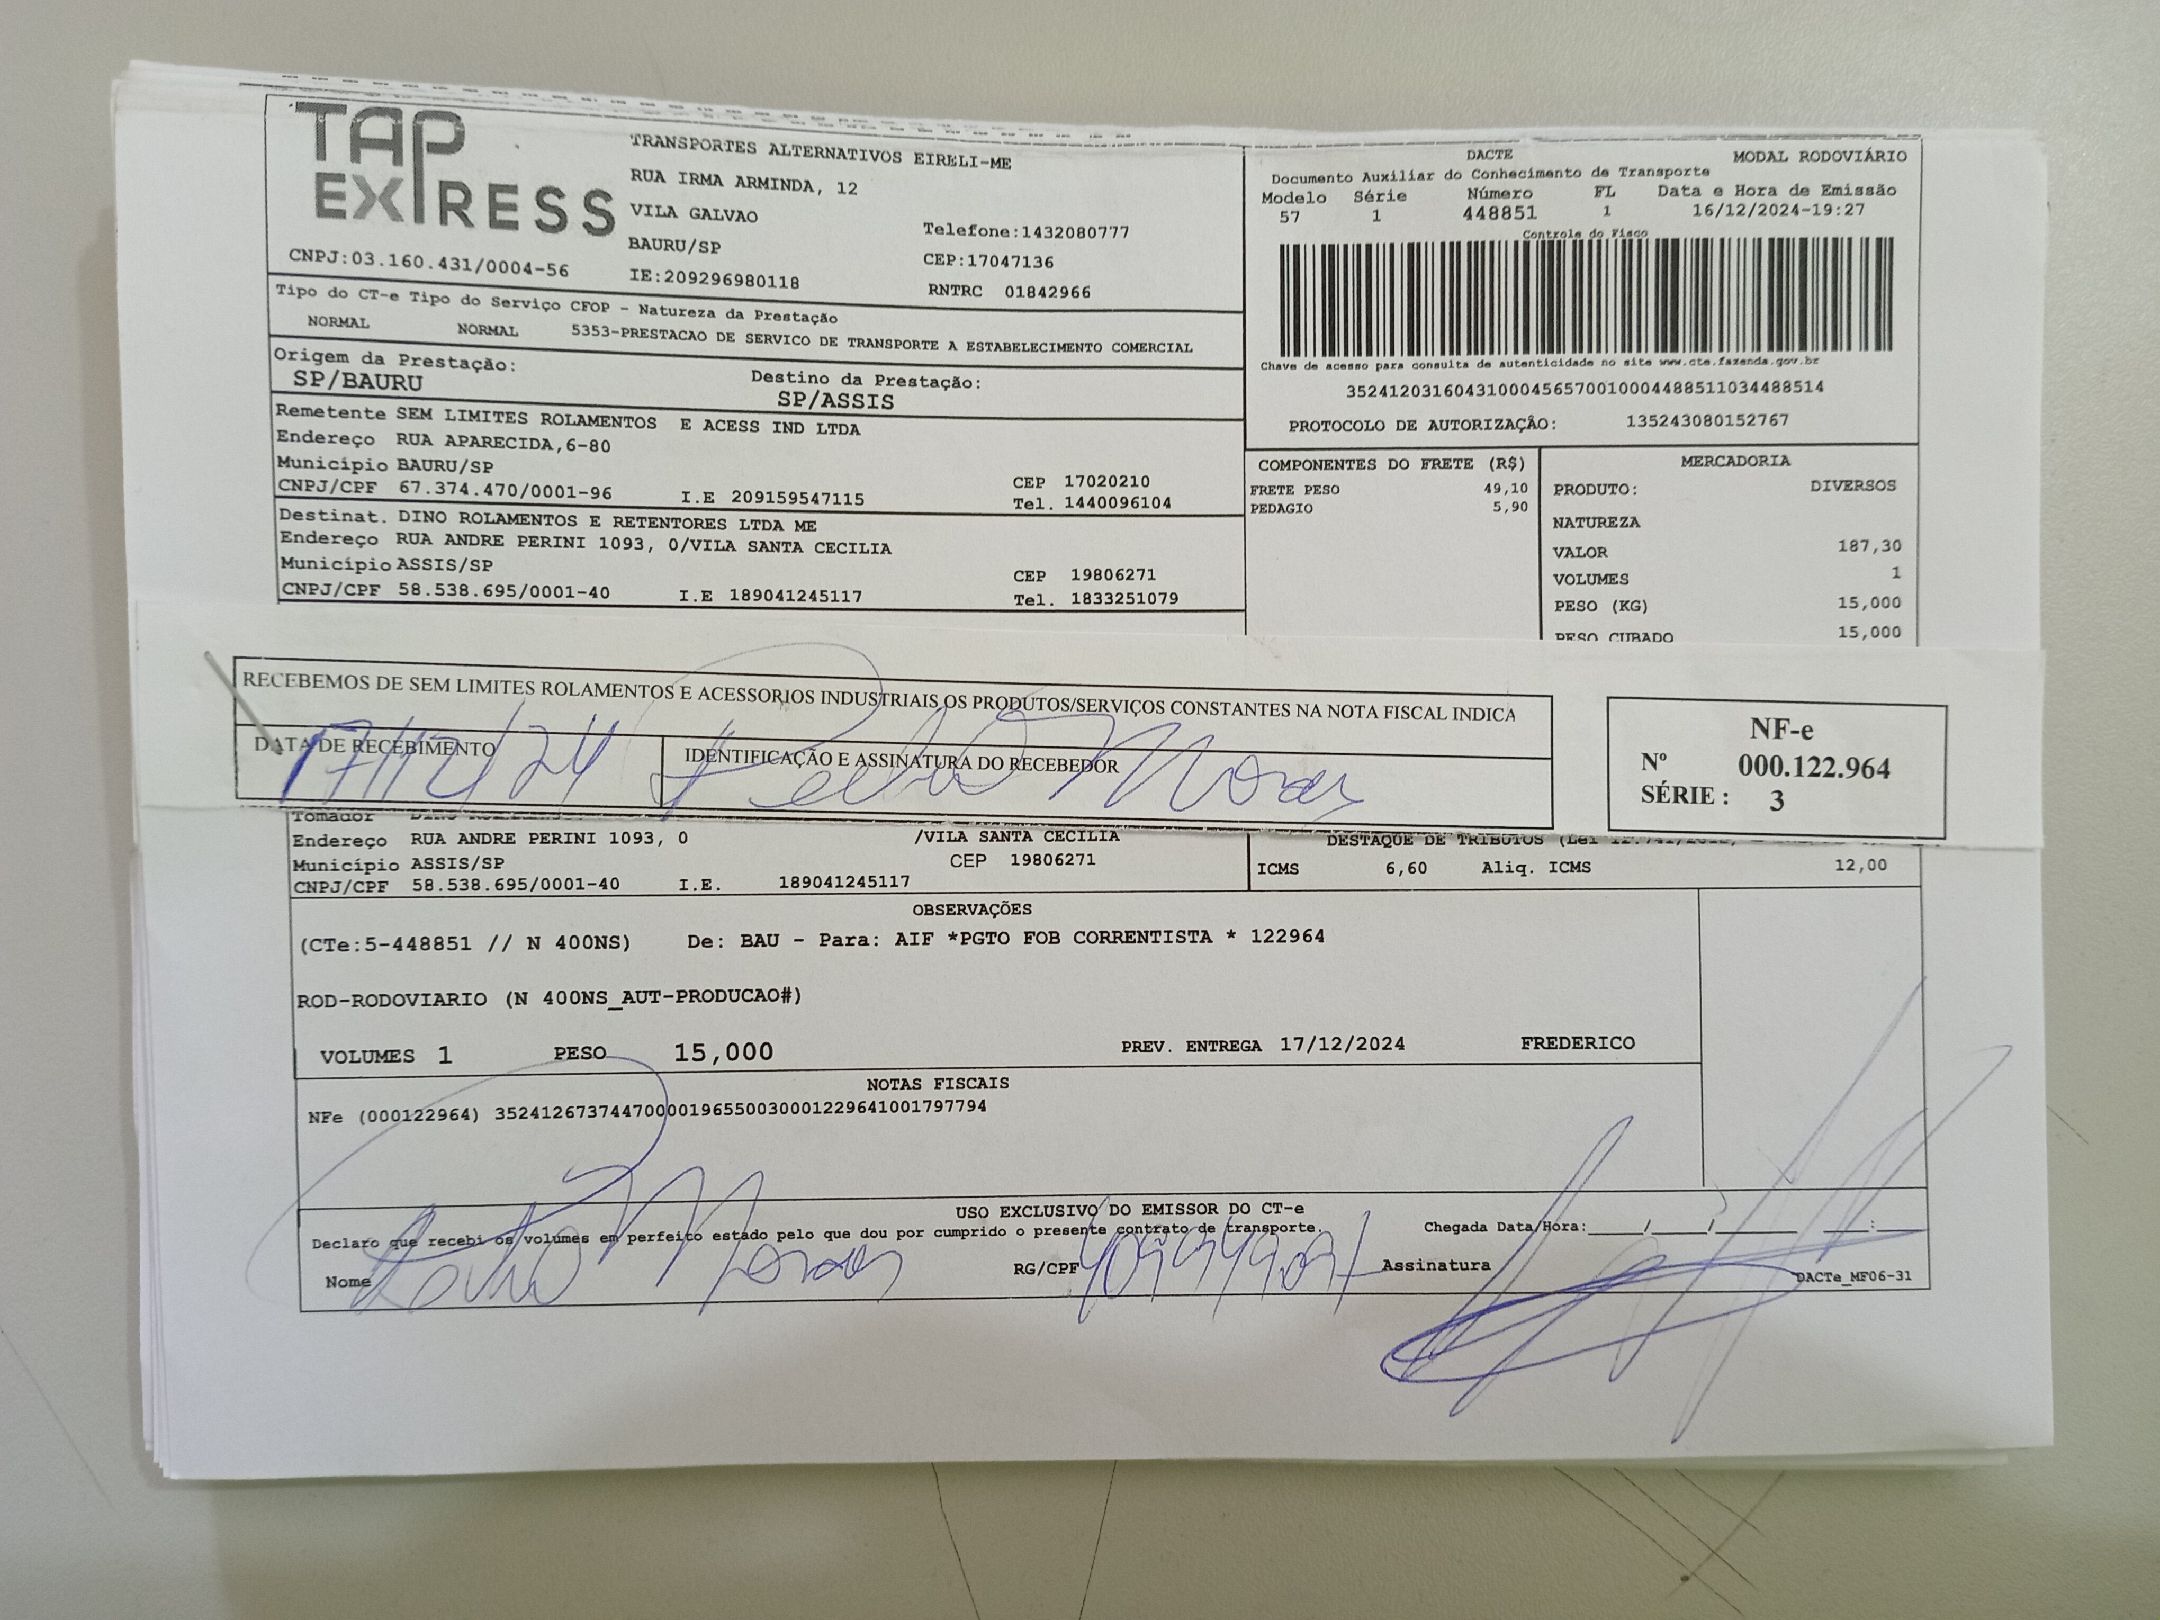 TAP EXPRESS
TRANSPORTES ALTERNATIVOS EIRELI-ME
RUA IRMA ARMINDA, 12
VILA GALVAO
BAURU/SP
Telefone:1432080777
CEP:17047136
CNPJ:03.160.431/0004-56
IE:209296980118
RNTRC 01842966
Tipo do CT-e Tipo do Serviço CFOP - Natureza da Prestação
NORMAL NORMAL 5353-PRESTACAO DE SERVICO DE TRANSPORTE A ESTABELECIMENTO COMERCIAL
Origem da Prestação:
SP/BAURU
Destino da Prestação:
SP/ASSIS
Remetente SEM LIMITES ROLAMENTOS E ACESS IND LTDA
Endereço RUA APARECIDA,6-80
Município BAURU/SP
CEP 17020210
CNPJ/CPF 67.374.470/0001-96 I.E 209159547115 Tel. 1440096104
Destinat. DINO ROLAMENTOS E RETENTORES LTDA ME
Endereço RUA ANDRE PERINI 1093, 0/VILA SANTA CECILIA
Município ASSIS/SP
CEP 19806271
CNPJ/CPF 58.538.695/0001-40 I.E 189041245117 Tel. 1833251079
DACTE MODAL RODOVIÁRIO
Documento Auxiliar do Conhecimento de Transporte
Modelo Série Número FL Data e Hora de Emissão
57 1 448851 1 16/12/2024-19:27
Controle do Fisco
Chave de acesso para consulta de autenticidade no site www.cte.fazenda.gov.br
35241203160431000456570010004488511034488514
PROTOCOLO DE AUTORIZAÇÃO: 135243080152767
COMPONENTES DO FRETE (R$)
FRETE PESO 49,10
PEDAGIO 5,90
MERCADORIA
PRODUTO: DIVERSOS
NATUREZA
VALOR 187,30
VOLUMES 1
PESO (KG) 15,000
PESO CUBADO 15,000
RECEBEMOS DE SEM LIMITES ROLAMENTOS E ACESSORIOS INDUSTRIAIS OS PRODUTOS/SERVIÇOS CONSTANTES NA NOTA FISCAL INDICA
DATA DE RECEBIMENTO
17/12/24
IDENTIFICAÇÃO E ASSINATURA DO RECEBEDOR
NF-e
Nº 000.122.964
SÉRIE : 3
Tomador
Endereço RUA ANDRE PERINI 1093, 0 /VILA SANTA CECILIA
Município ASSIS/SP CEP 19806271
CNPJ/CPF 58.538.695/0001-40 I.E. 189041245117
DESTAQUE DE TRIBUTOS
ICMS 6,60 Aliq. ICMS 12,00
OBSERVAÇÕES
(CTe:5-448851 // N 400NS) De: BAU - Para: AIF *PGTO FOB CORRENTISTA * 122964
ROD-RODOVIARIO (N 400NS_AUT-PRODUCAO#)
VOLUMES 1 PESO 15,000 PREV. ENTREGA 17/12/2024 FREDERICO
NOTAS FISCAIS
NFe (000122964) 35241267374470000196550030001229641001797794
USO EXCLUSIVO DO EMISSOR DO CT-e
Declaro que recebi os volumes em perfeito estado pelo que dou por cumprido o presente contrato de transporte.
Chegada Data/Hora:____/____/____ __:__
Nome
RG/CPF
Assinatura
DACTe_MF06-31